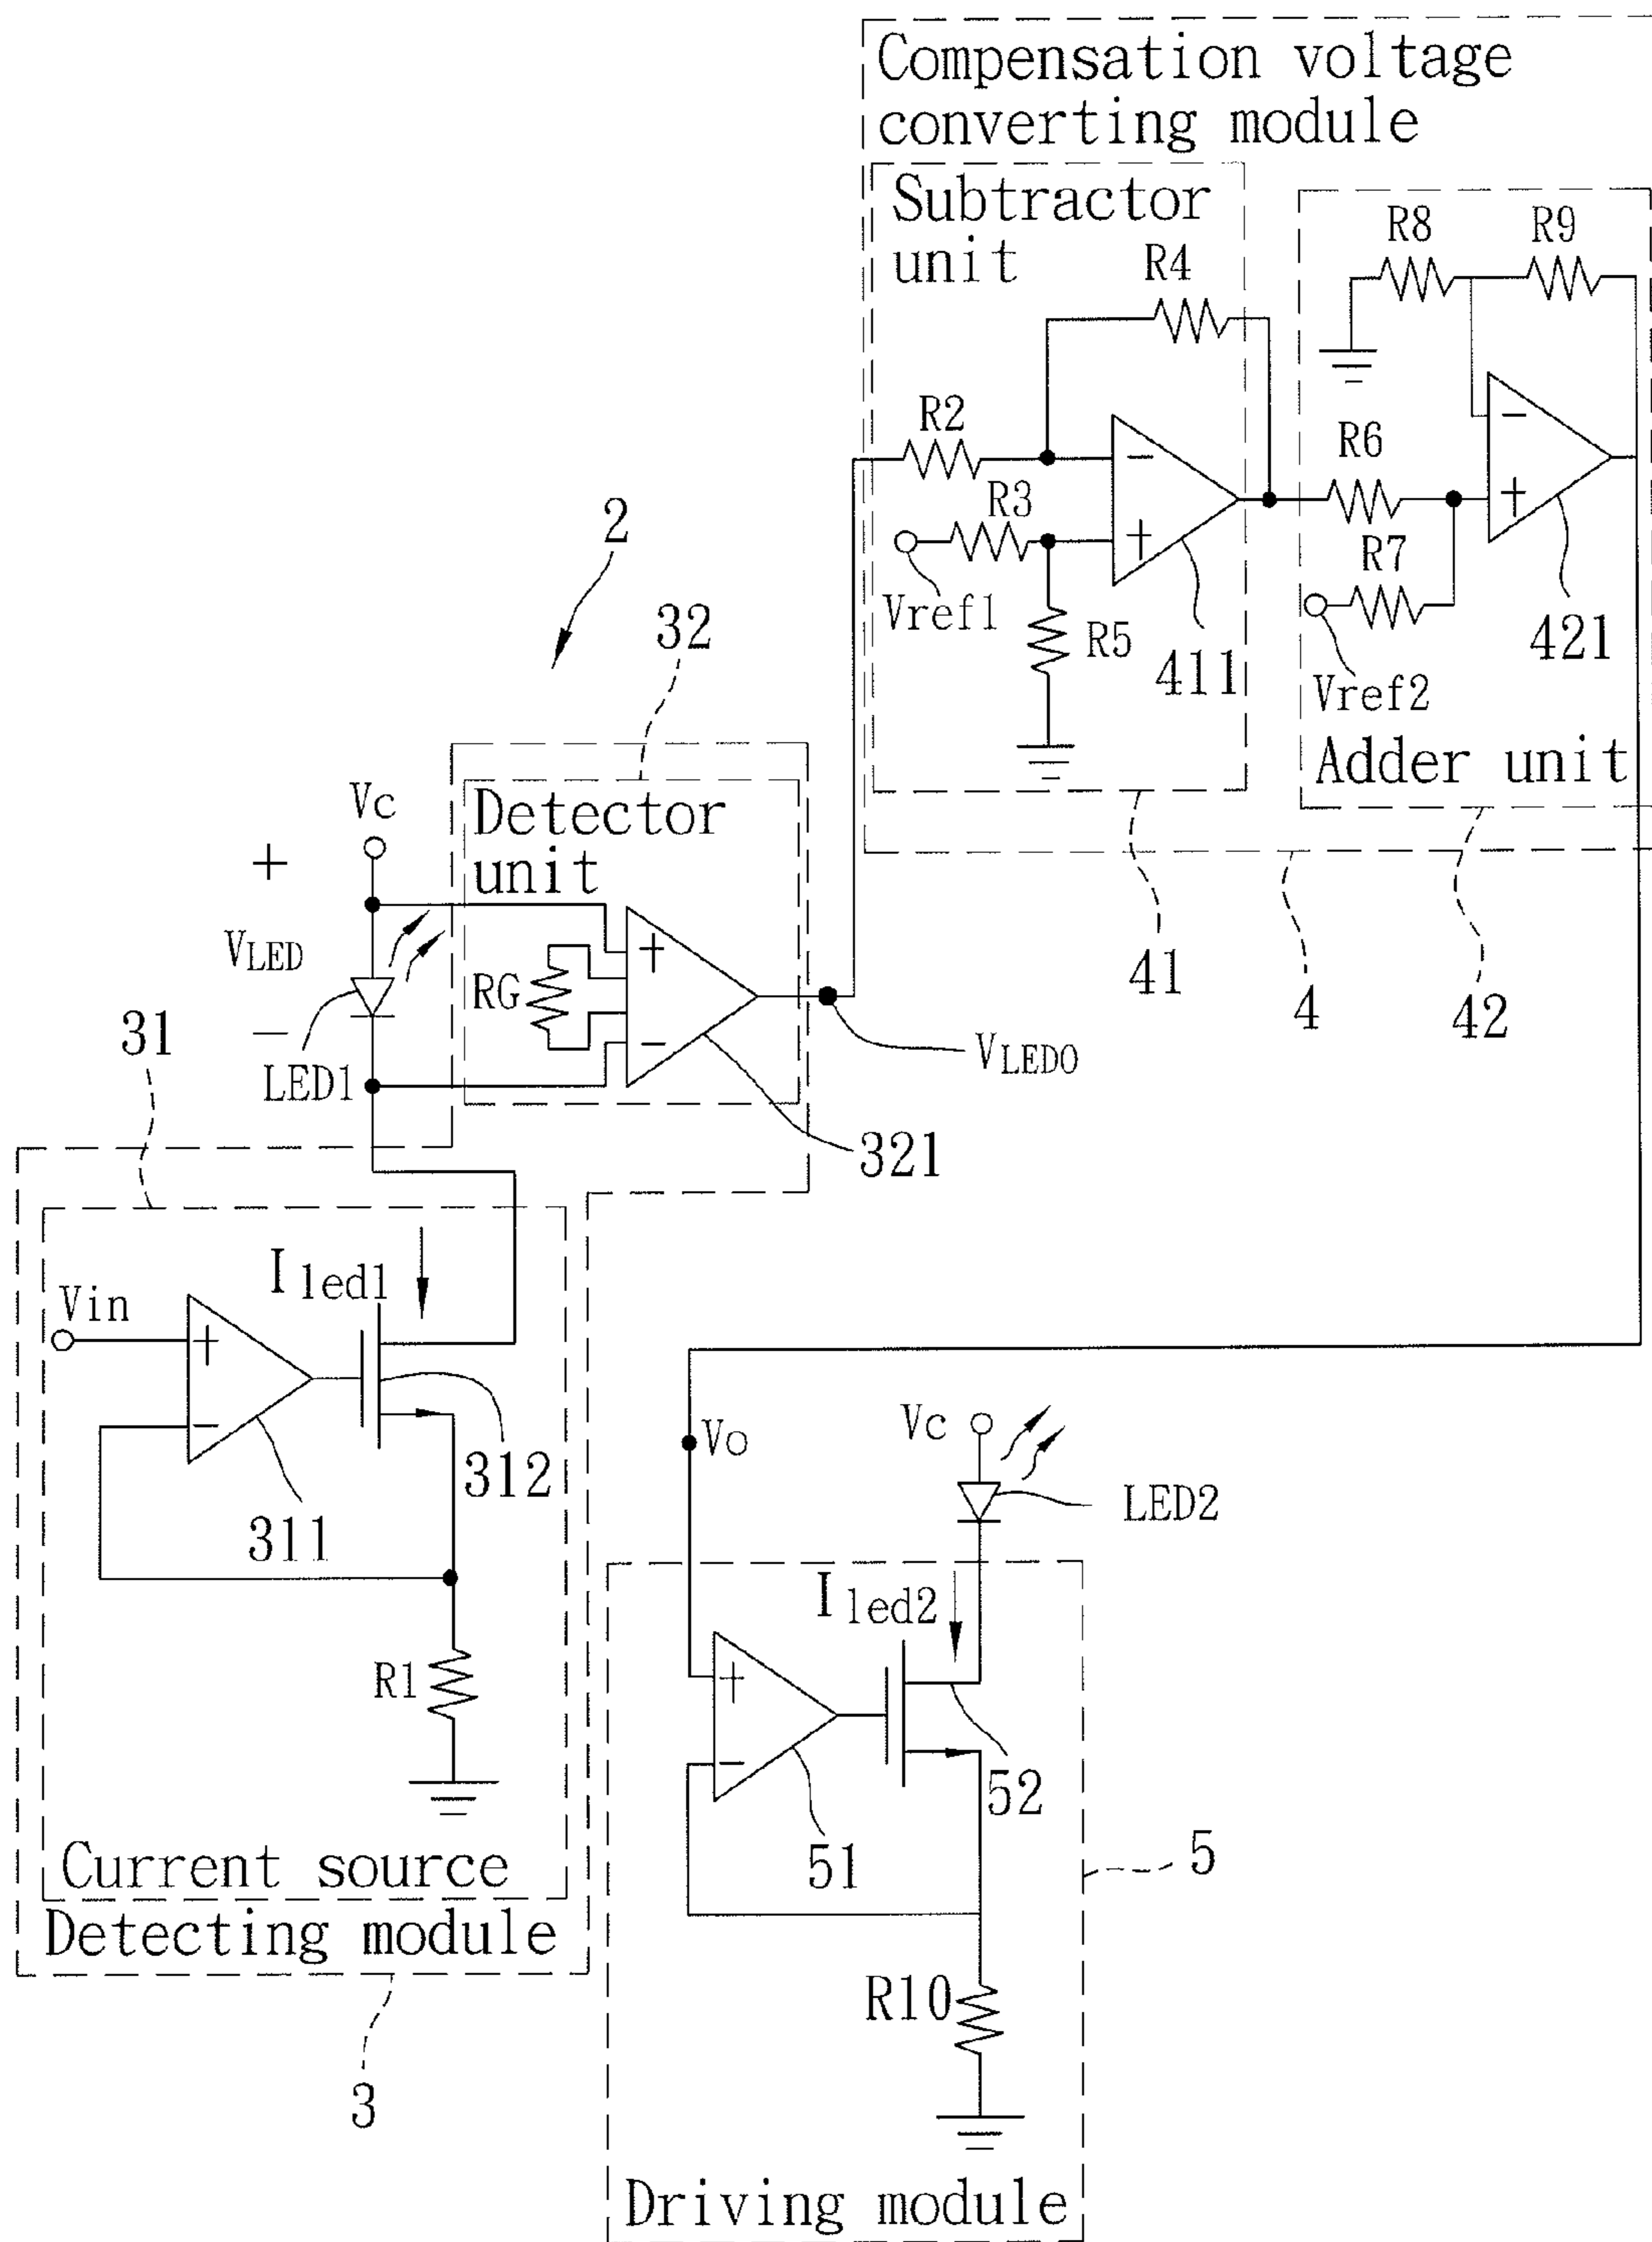 Compensation voltage
converting module
Subtractor
unit
R4
R8
R9
R2
R3
R6
R7
Vref1
R5
411
Vref2
421
Adder unit
2
32
Vc
Detector
unit
+
VLED
−
LED1
RG
+
−
VLEDO
321
41
4
42
31
Iled1
Vin
+
−
312
311
R1
Current source
Detecting module
3
−
+
−
+
Vo
Vc
LED2
Iled2
+
−
52
51
5
R10
Driving module